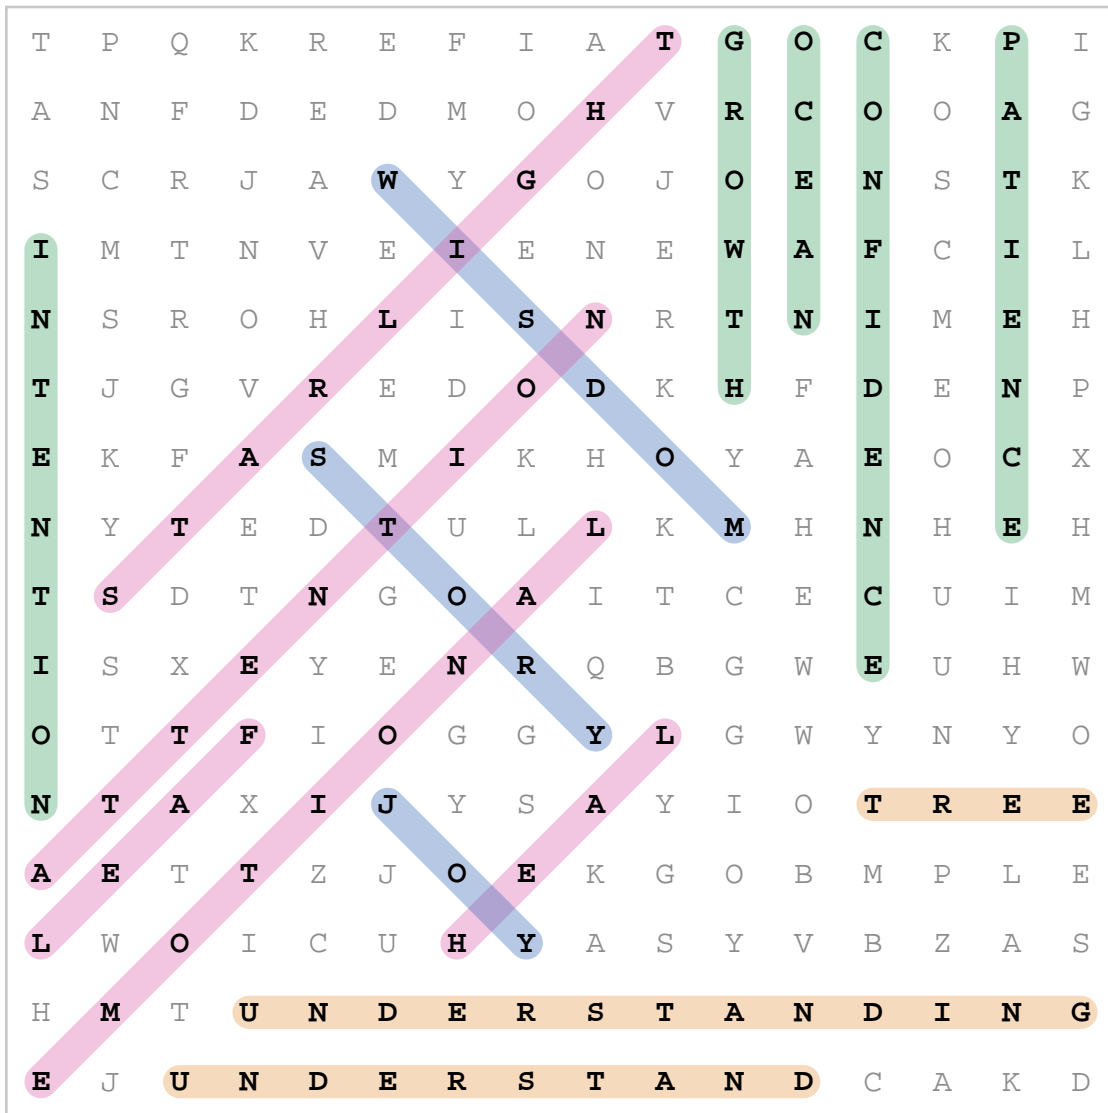 T P Q K R E F I A T G O C K P I
A N F D E D M O H V R C O O A G
S C R J A W Y G O J O E N S T K
I M T N V E I E N E W A F C I L
N S R O H L I S N R T N I M E H
T J G V R E D O D K H F D E N P
E K F A S M I K H O Y A E O C X
N Y T E D T U L L K M H N H E H
T S D T N G O A I T C E C U I M
I S X E Y E N R Q B G W E U H W
O T T F I O G G Y L G W Y N Y O
N T A X I J Y S A Y I O T R E E
A E T T Z J O E K G O B M P L E
L W O I C U H Y A S Y V B Z A S
H M T U N D E R S T A N D I N G
E J U N D E R S T A N D C A K D